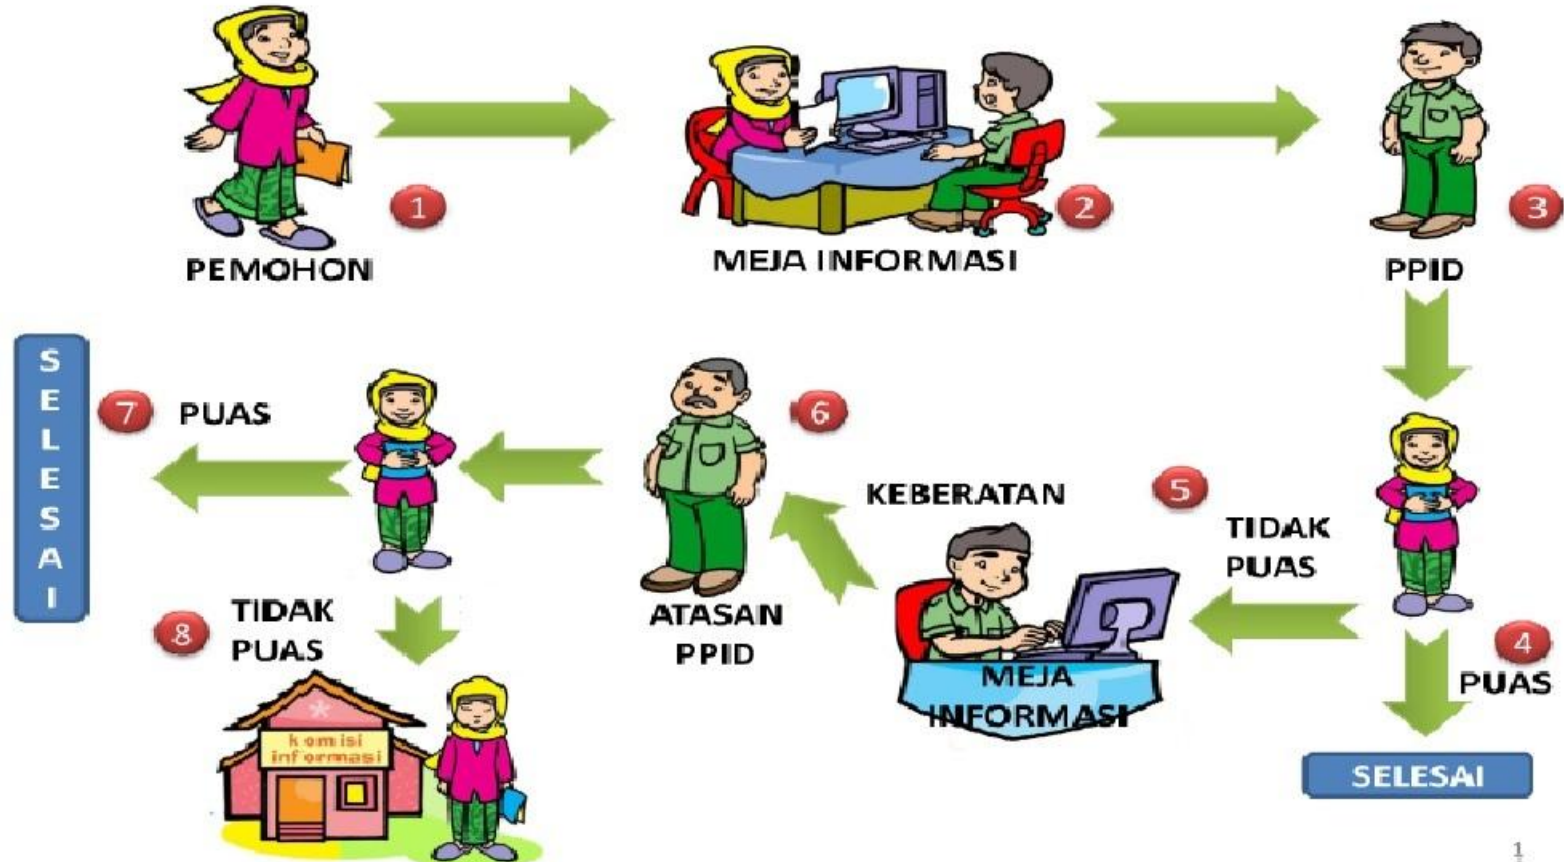 1
PEMOHON
2
MEJA INFORMASI
3
PPID
SELESAI
7
PUAS
6
KEBERATAN
5
TIDAK
PUAS
ATASAN
PPID
MEJA
INFORMASI
4
PUAS
SELESAI
8
TIDAK
PUAS
komisi
informasi
1